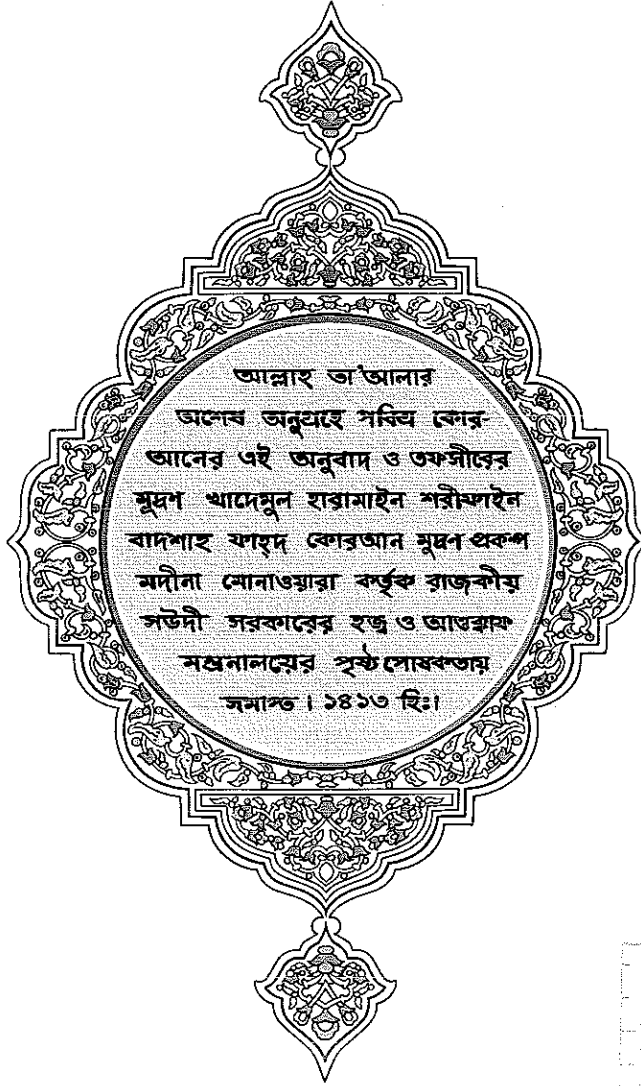 আল্লাহ তা'আলার
অশেষ অনুগ্রহে পবিত্র কোর-
আনের এই অনুবাদ ও তফসীরের
মুদ্রণ খাদেমুল হারামাইন শরীফাইন
বাদশাহ ফাহ্দ কোরআন মুদ্রণ প্রকল্প
মদীনা মোনাওয়ারা কর্তৃক রাজকীয়
সউদী সরকারের হজ্ব ও আওক্বাফ
মন্ত্রনালয়ের পৃষ্ঠপোষকতায়
সমাপ্ত । ১৪১৩ হিঃ।